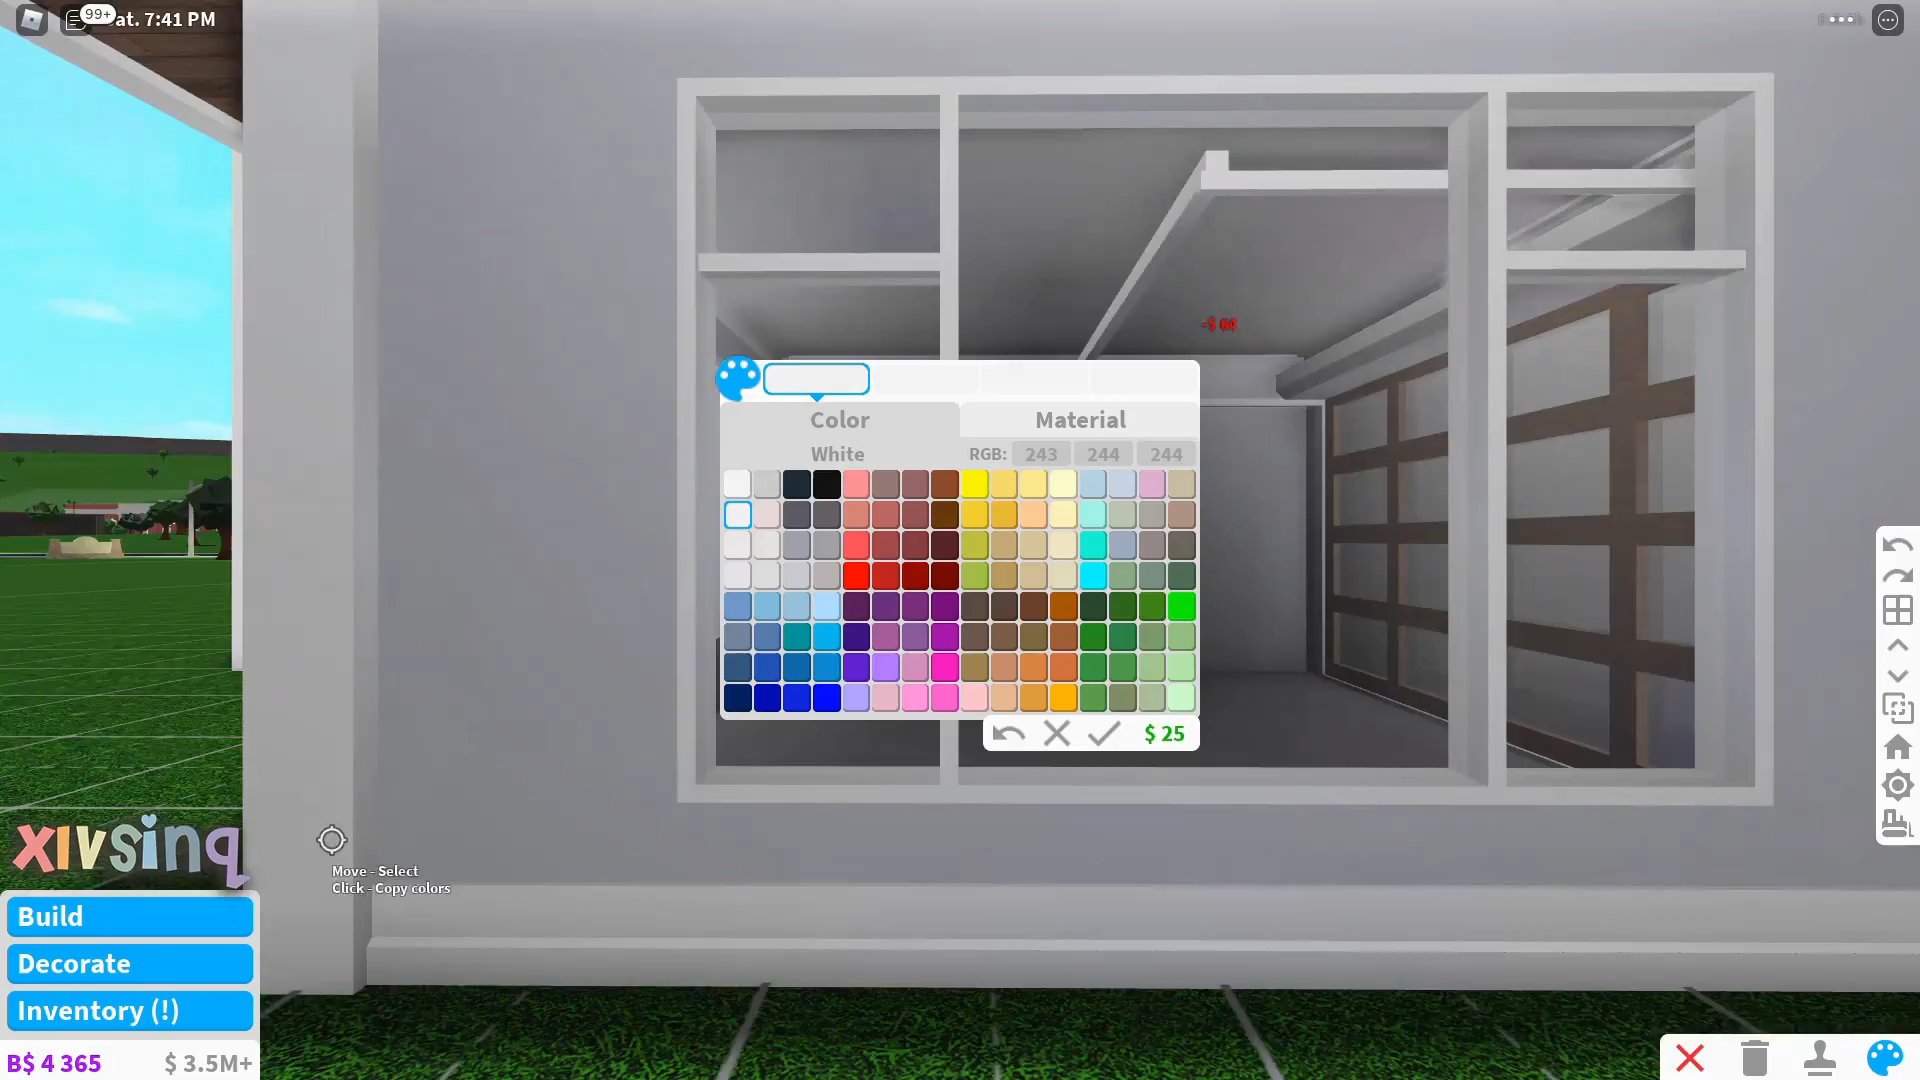 99+
at. 7:41 PM
-$ 64
Color
Material
White
RGB:
243
244
244
$ 25
Move - Select
Click - Copy colors
xivsinq
Build
Decorate
Inventory (!)
B$ 4 365
$ 3.5M+